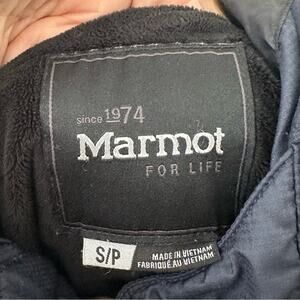 since 1974
Marmot
FOR LIFE
S/P
MADE IN VIETNAM
FABRIQUÉ AU VIETNAM